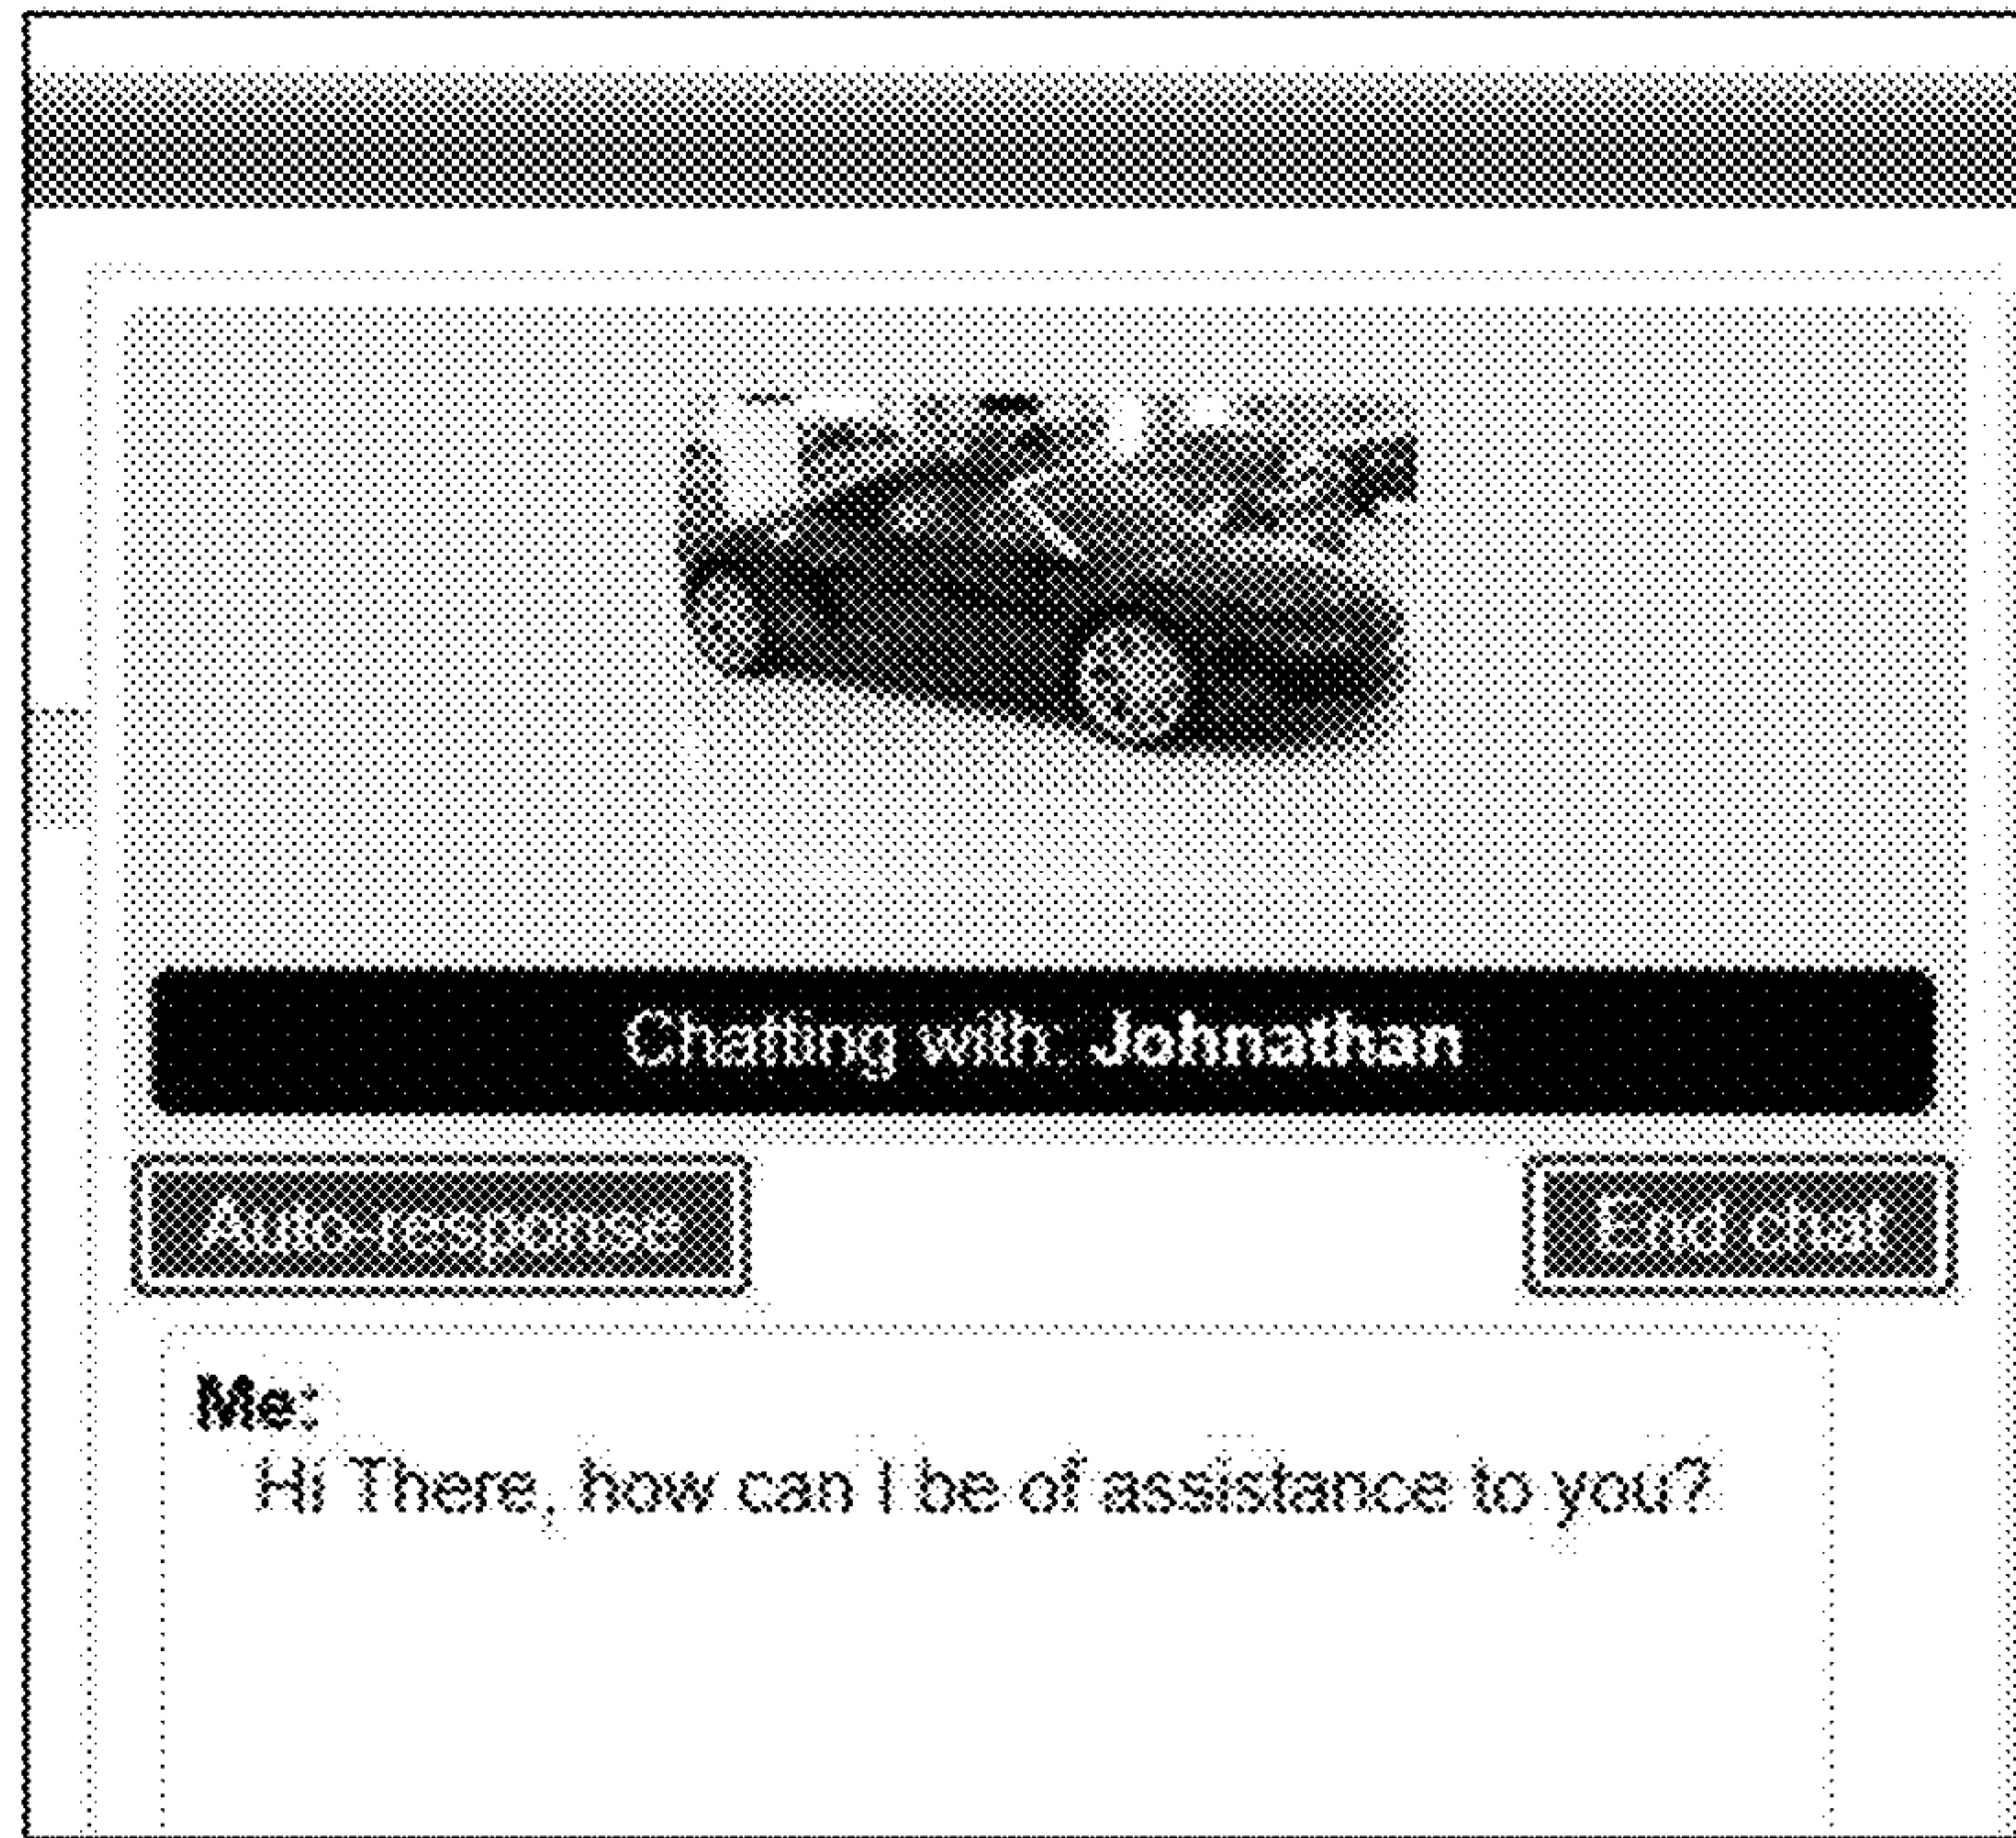 Chatting with: Johnathan
Auto-response End chat
Me:
Hi There, how can I be of assistance to you?